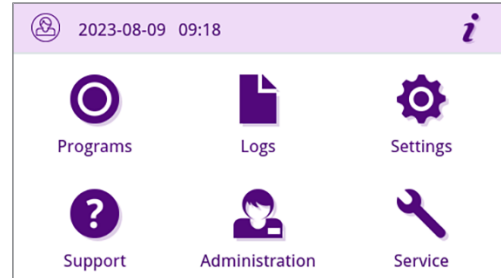 2023-08-09 09:18 i
Programs Logs Settings
? 
Support Administration Service